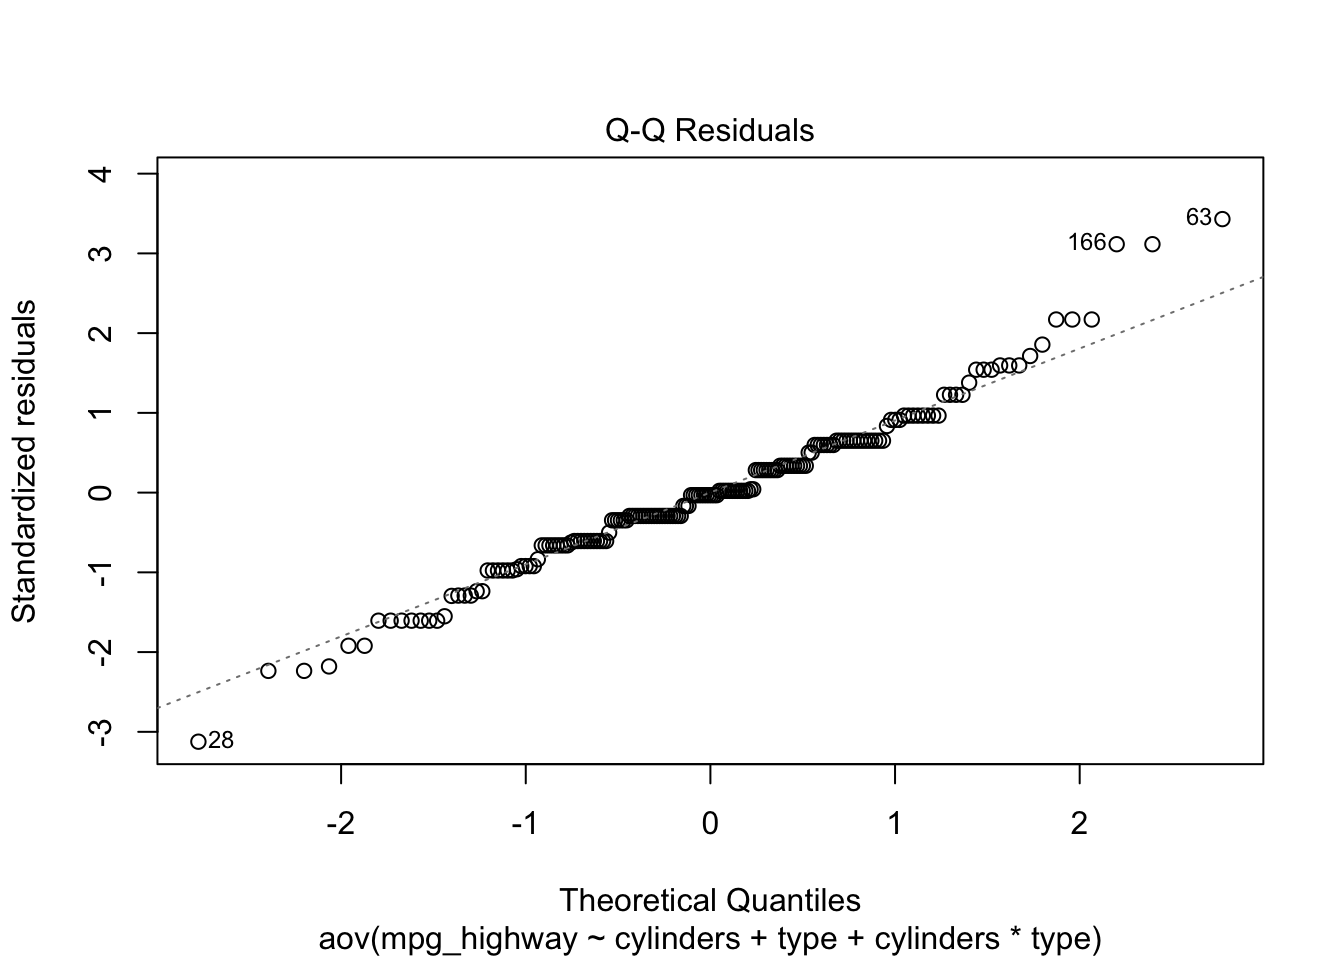 Q-Q Residuals
4
3
2
1
0
-1
-2
-3
Standardized residuals
63
166
28
-2 -1 0 1 2
Theoretical Quantiles
aov(mpg_highway ~ cylinders + type + cylinders * type)